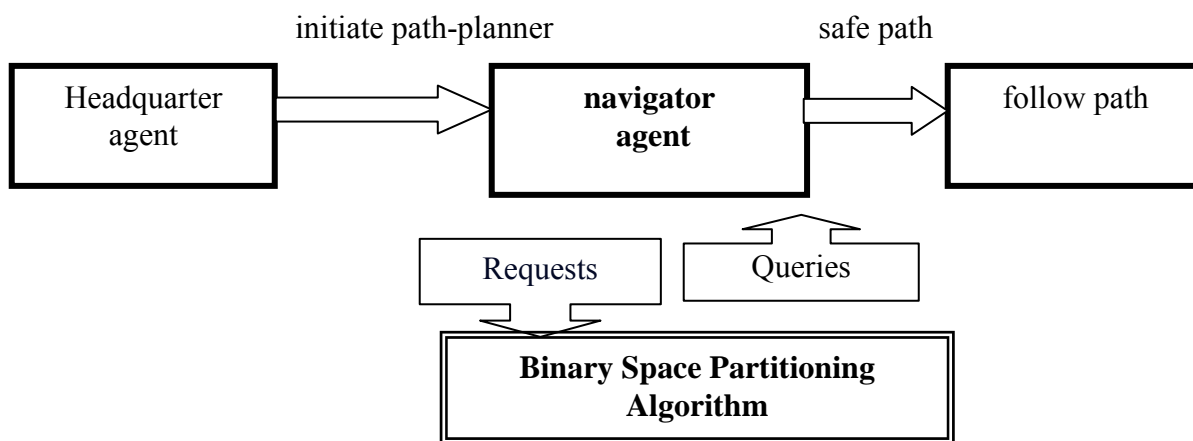 initiate path-planner
safe path
Headquarter
agent
navigator
agent
follow path
Requests
Queries
Binary Space Partitioning
Algorithm